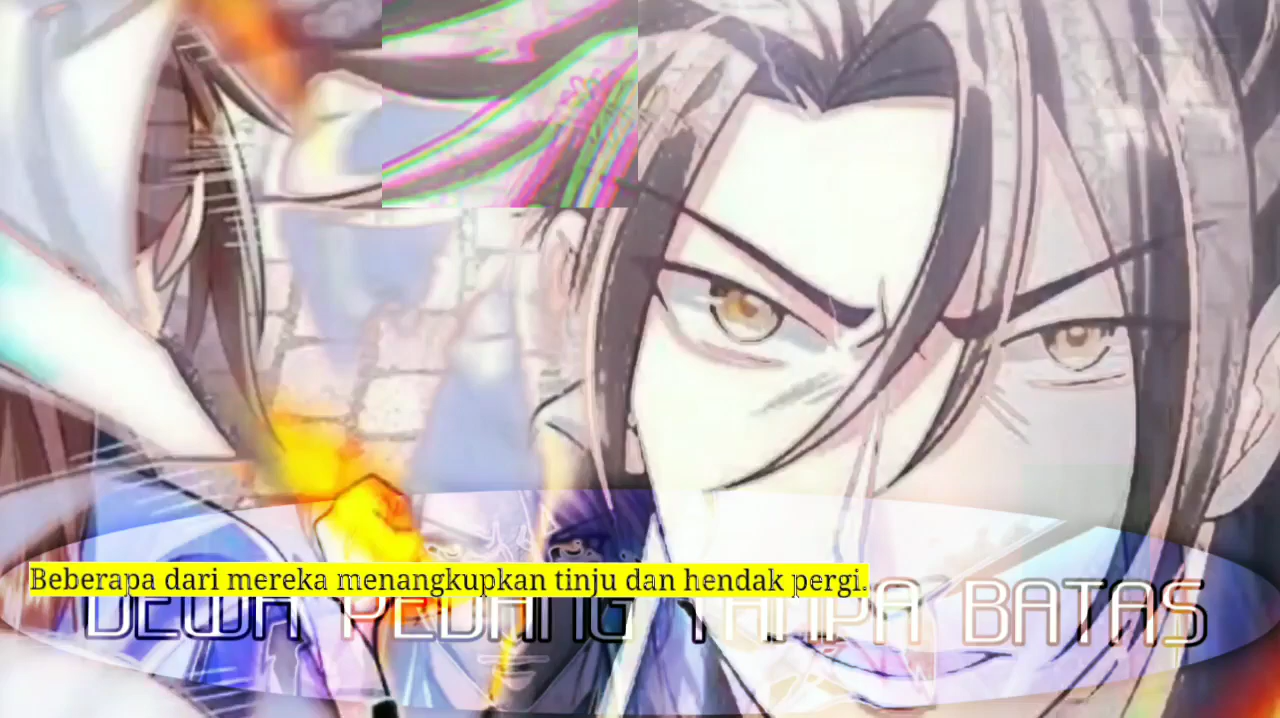 Beberapa dari mereka menangkupkan tinju dan hendak pergi.
DEWA PEDANG TANPA BATAS